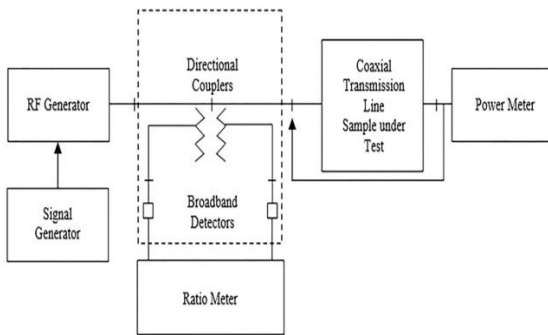 RF Generator
Signal
Generator
Directional
Couplers
Broadband
Detectors
Ratio Meter
Coaxial
Transmission
Line
Sample under
Test
Power Meter